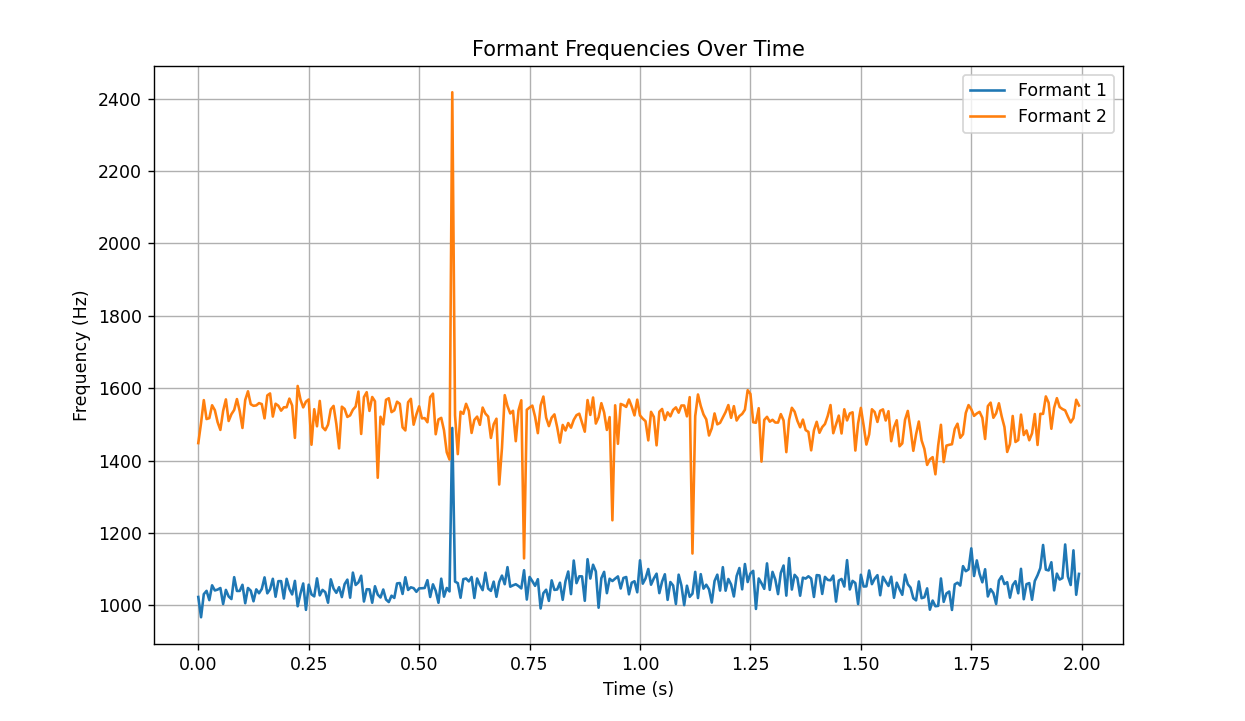 Formant Frequencies Over Time
Formant 1
Formant 2
Frequency (Hz)
2400
2200
2000
1800
1600
1400
1200
1000
0.00 0.25 0.50 0.75 1.00 1.25 1.50 1.75 2.00
Time (s)